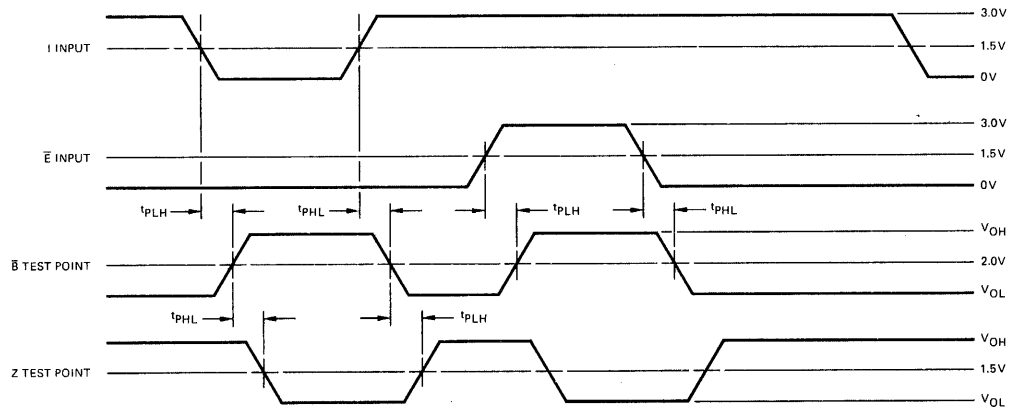 3.0V
I INPUT
1.5V
0V
3.0V
E̅ INPUT
1.5V
0V
tPLH
tPHL
tPLH
tPHL
VOH
B̅ TEST POINT
2.0V
VOL
tPHL
tPLH
VOH
Z TEST POINT
1.5V
VOL